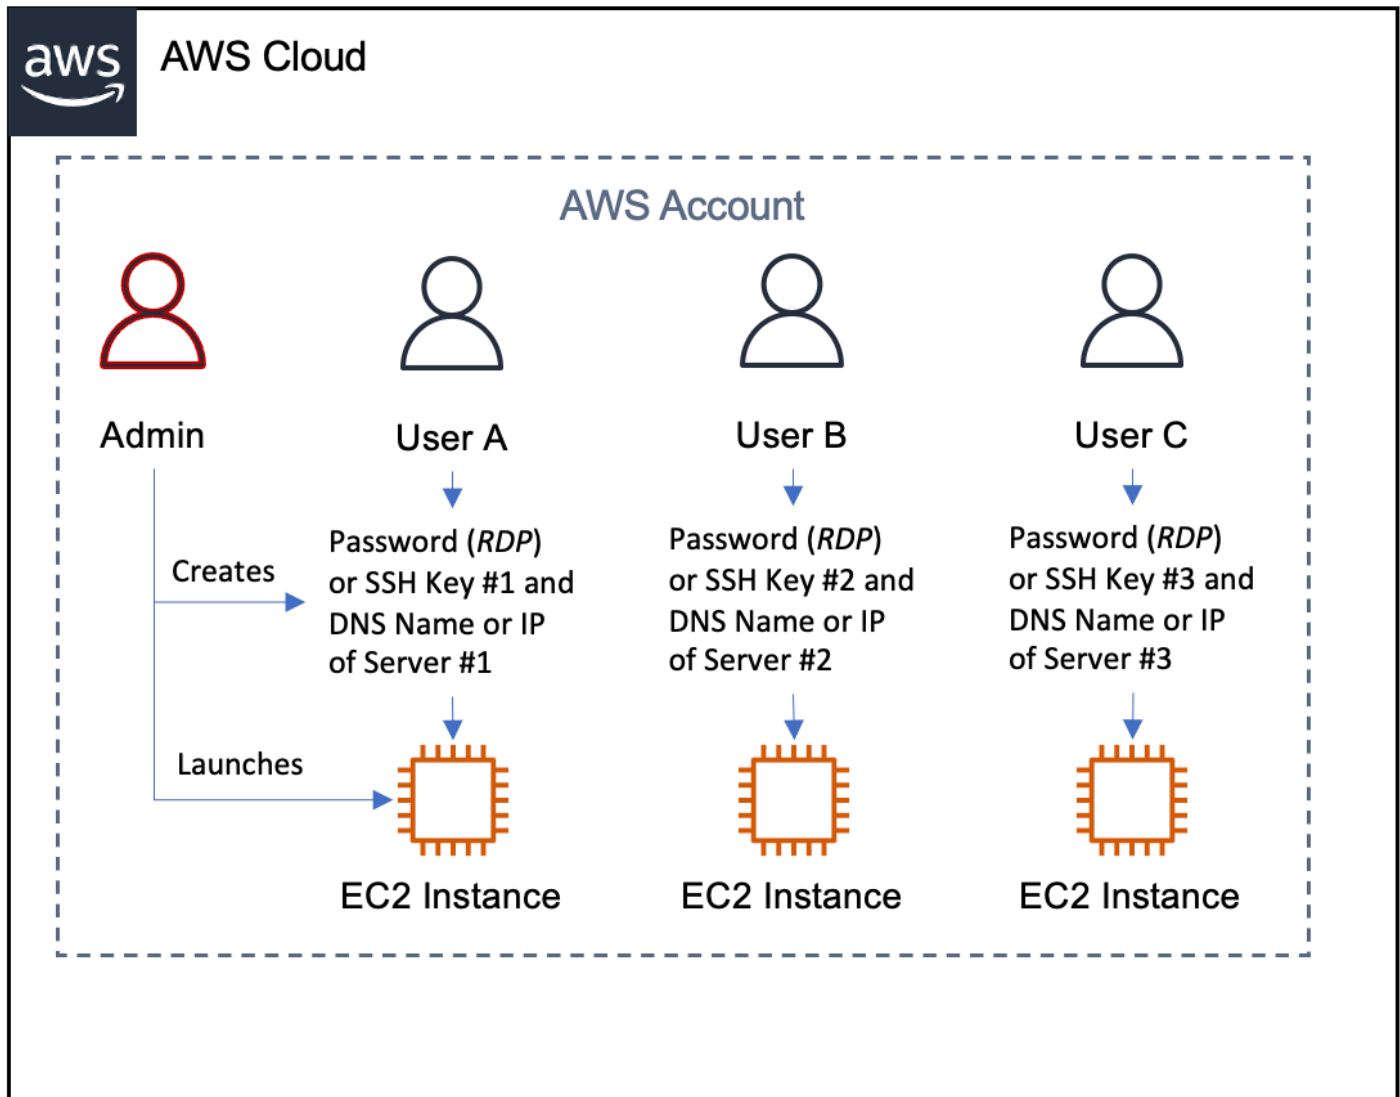 aws
AWS Cloud
AWS Account
Admin
User A
User B
User C
Creates
Launches
Password (RDP)
or SSH Key #1 and
DNS Name or IP
of Server #1
Password (RDP)
or SSH Key #2 and
DNS Name or IP
of Server #2
Password (RDP)
or SSH Key #3 and
DNS Name or IP
of Server #3
EC2 Instance
EC2 Instance
EC2 Instance